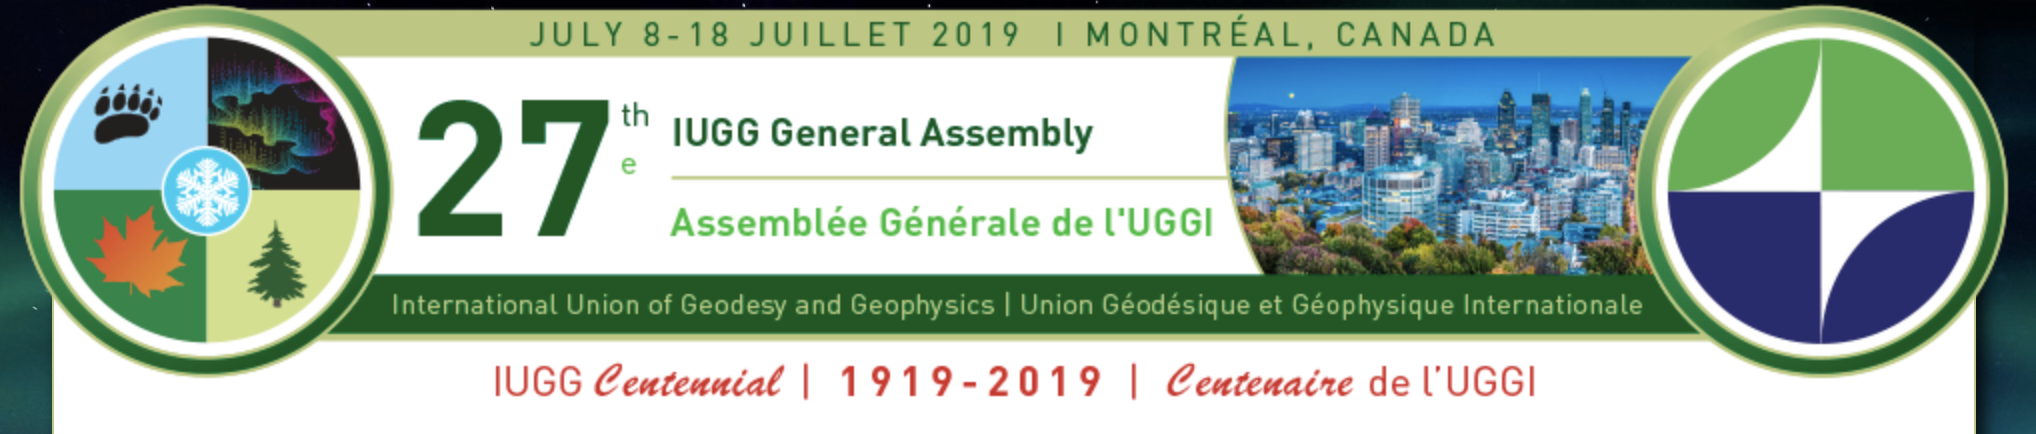 JULY 8-18 JUILLET 2019 | MONTRÉAL, CANADA
27th e
IUGG General Assembly
Assemblée Générale de l'UGGI
International Union of Geodesy and Geophysics | Union Géodésique et Géophysique Internationale
IUGG Centennial | 1919-2019 | Centenaire de l'UGGI